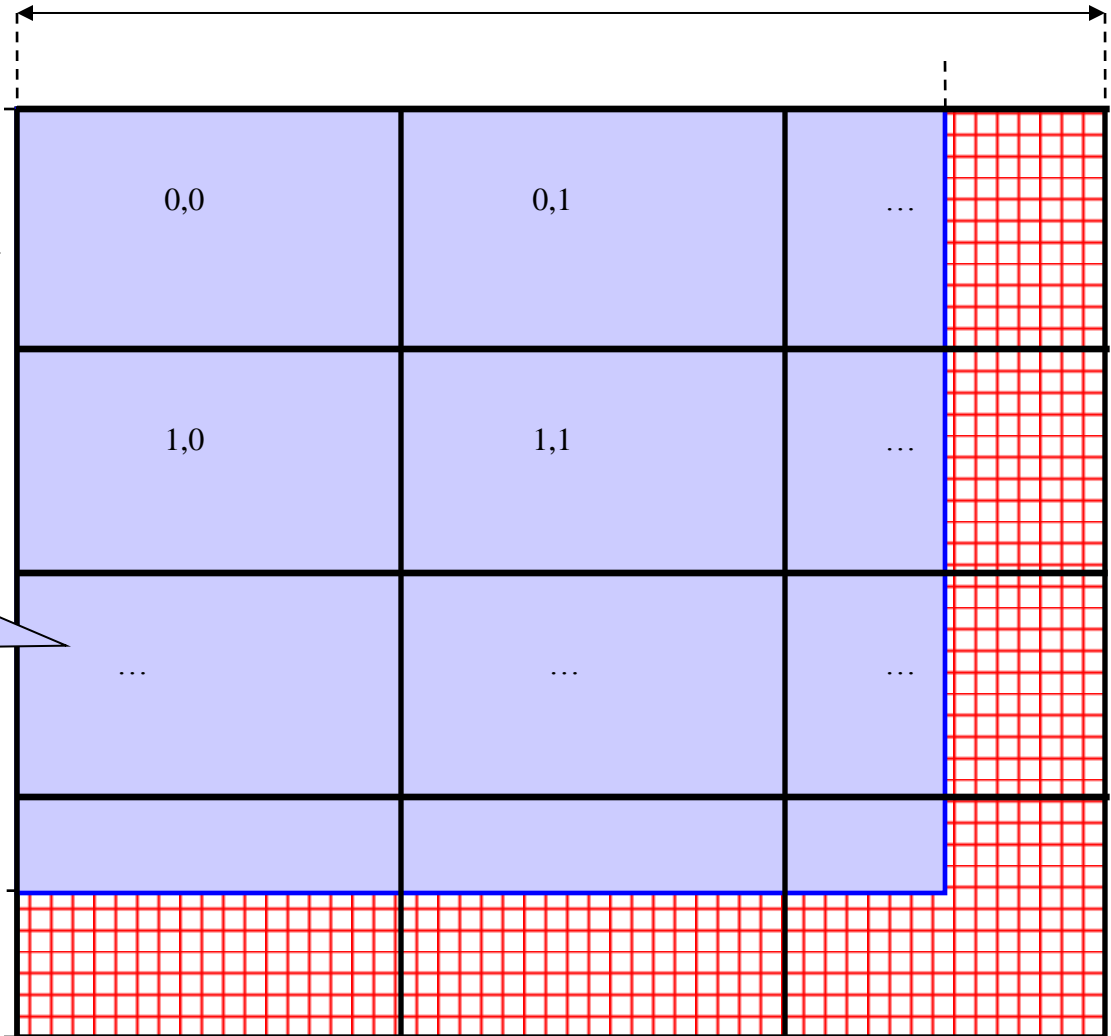 0,0 0,1 …
1,0 1,1 …
… … …